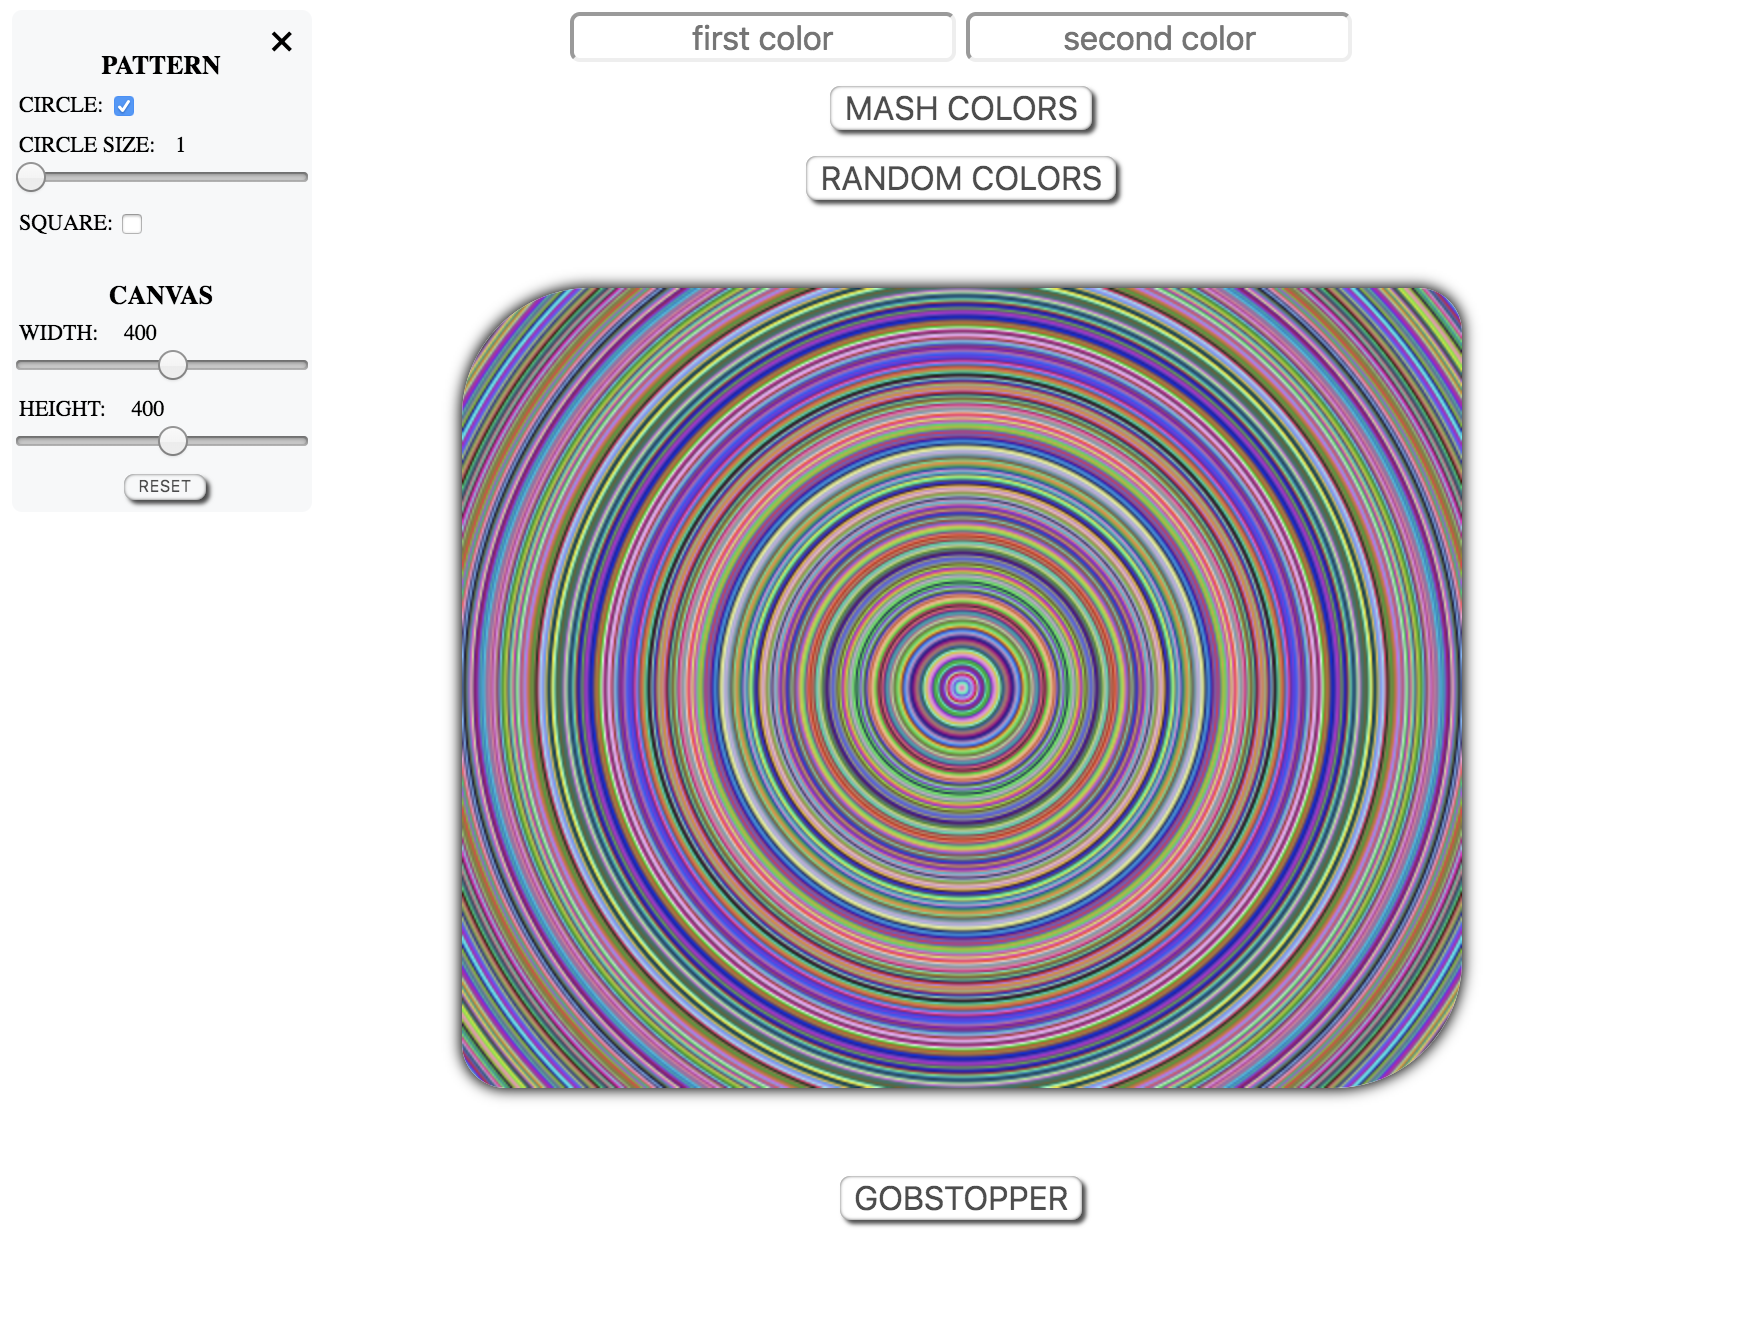 PATTERN
CIRCLE:
CIRCLE SIZE: 1
SQUARE:
CANVAS
WIDTH: 400
HEIGHT: 400
RESET
first color second color
MASH COLORS
RANDOM COLORS
GOBSTOPPER